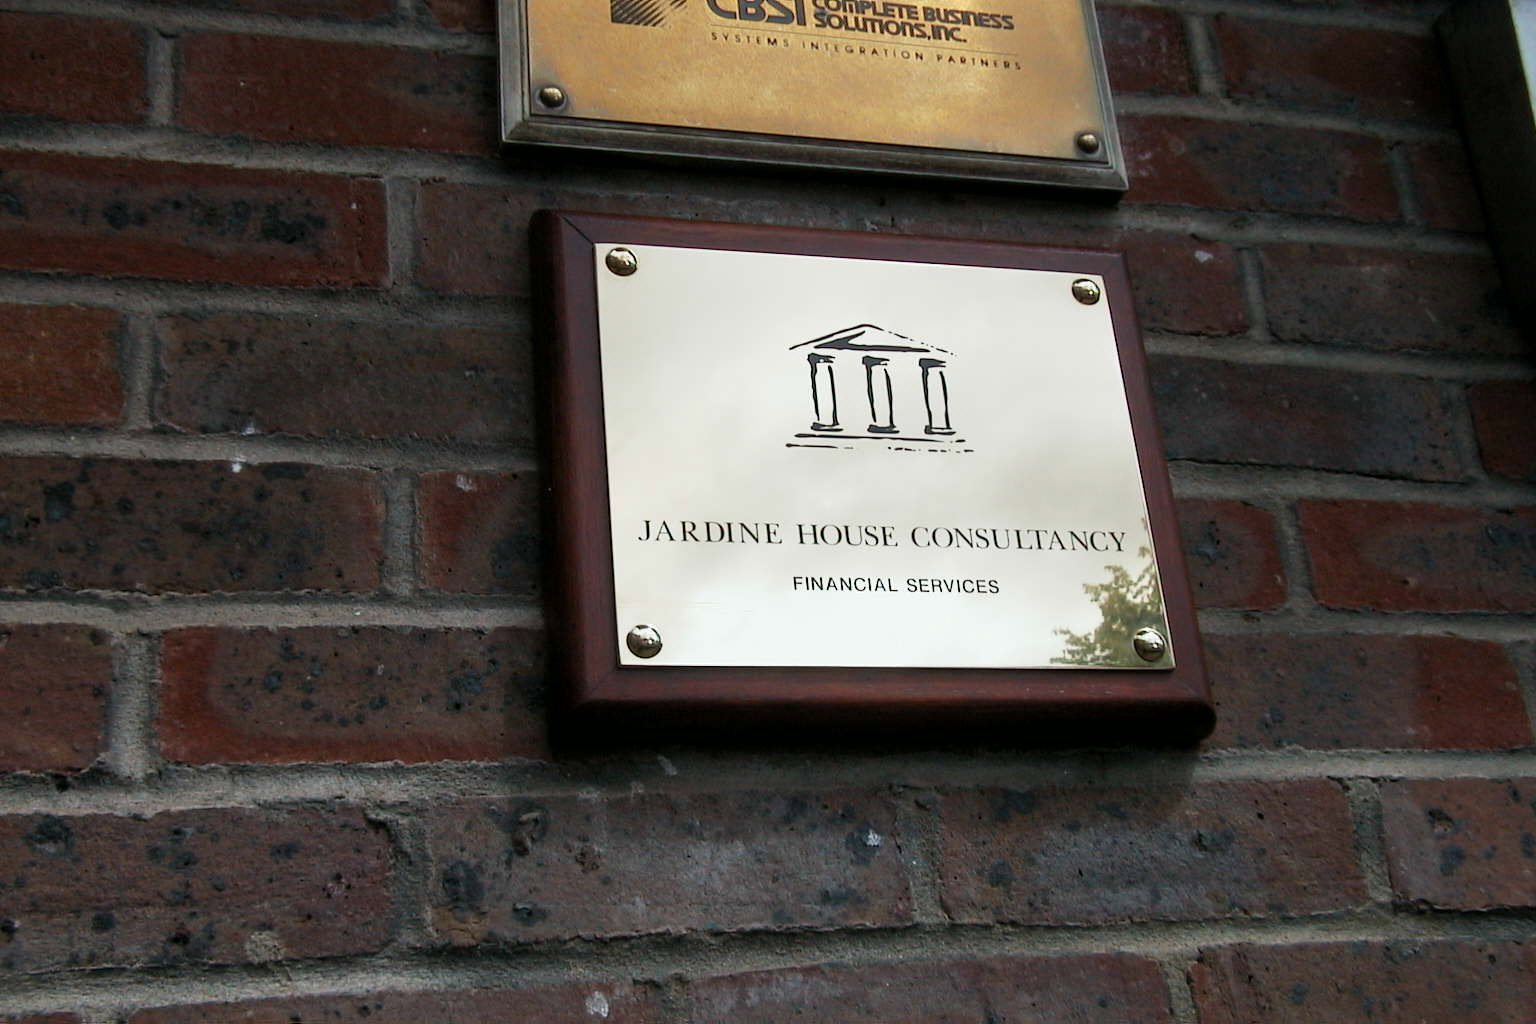 CBSI COMPLETE BUSINESS
SOLUTIONS, INC.
SYSTEMS INTEGRATION PARTNERS
JARDINE HOUSE CONSULTANCY
FINANCIAL SERVICES